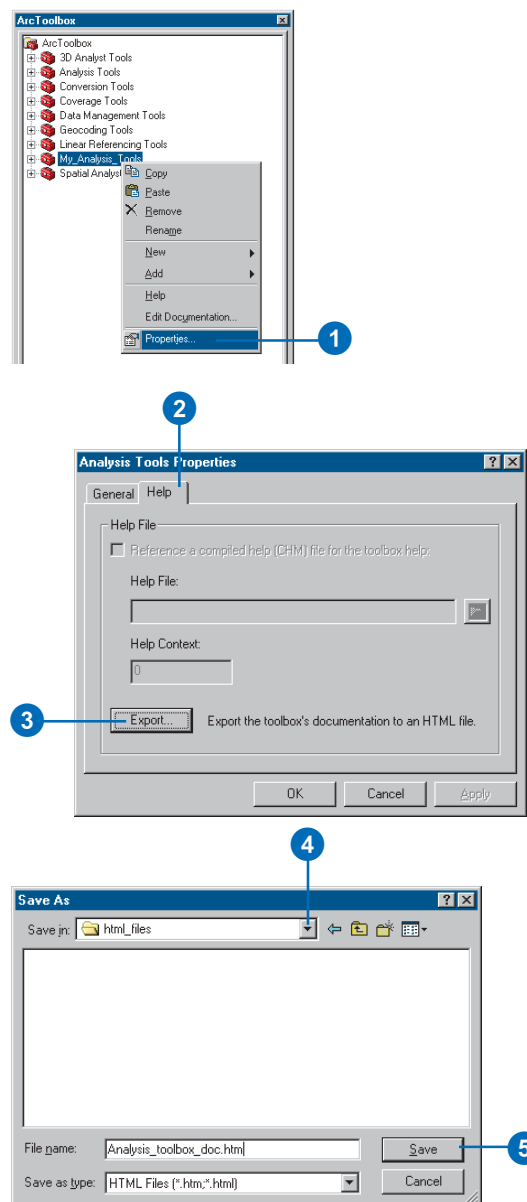 ArcToolbox
ArcToolbox
3D Analyst Tools
Analysis Tools
Conversion Tools
Coverage Tools
Data Management Tools
Geocoding Tools
Linear Referencing Tools
My_Analysis_Tools
Spatial Analyst
Copy
Paste
Remove
Rename
New
Add
Help
Edit Documentation...
Properties...
1
2
Analysis Tools Properties
General Help
Help File
Reference a compiled help (CHM) file for the toolbox help:
Help File:
Help Context:
0
3
Export... Export the toolbox's documentation to an HTML file.
OK Cancel Apply
4
Save As
Save in: html_files
File name: Analysis_toolbox_doc.htm Save
5
Save as type: HTML Files (*.htm;*.html) Cancel